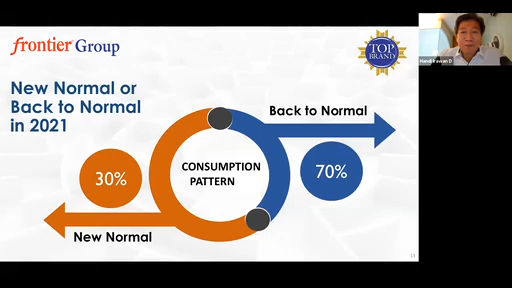 frontier Group
TOP
BRAND
New Normal or
Back to Normal
in 2021
Back to Normal
CONSUMPTION
PATTERN
30%
70%
New Normal